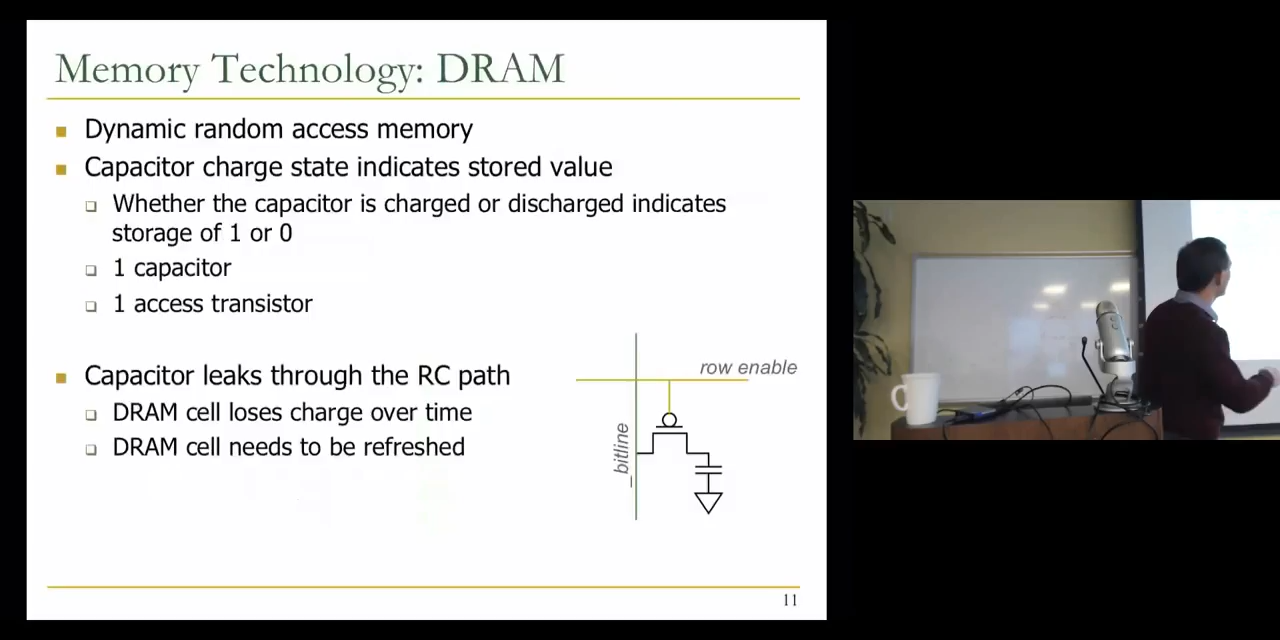 Memory Technology: DRAM
Dynamic random access memory
Capacitor charge state indicates stored value
Whether the capacitor is charged or discharged indicates
storage of 1 or 0
1 capacitor
1 access transistor
Capacitor leaks through the RC path
DRAM cell loses charge over time
DRAM cell needs to be refreshed
row enable
_bitline
11